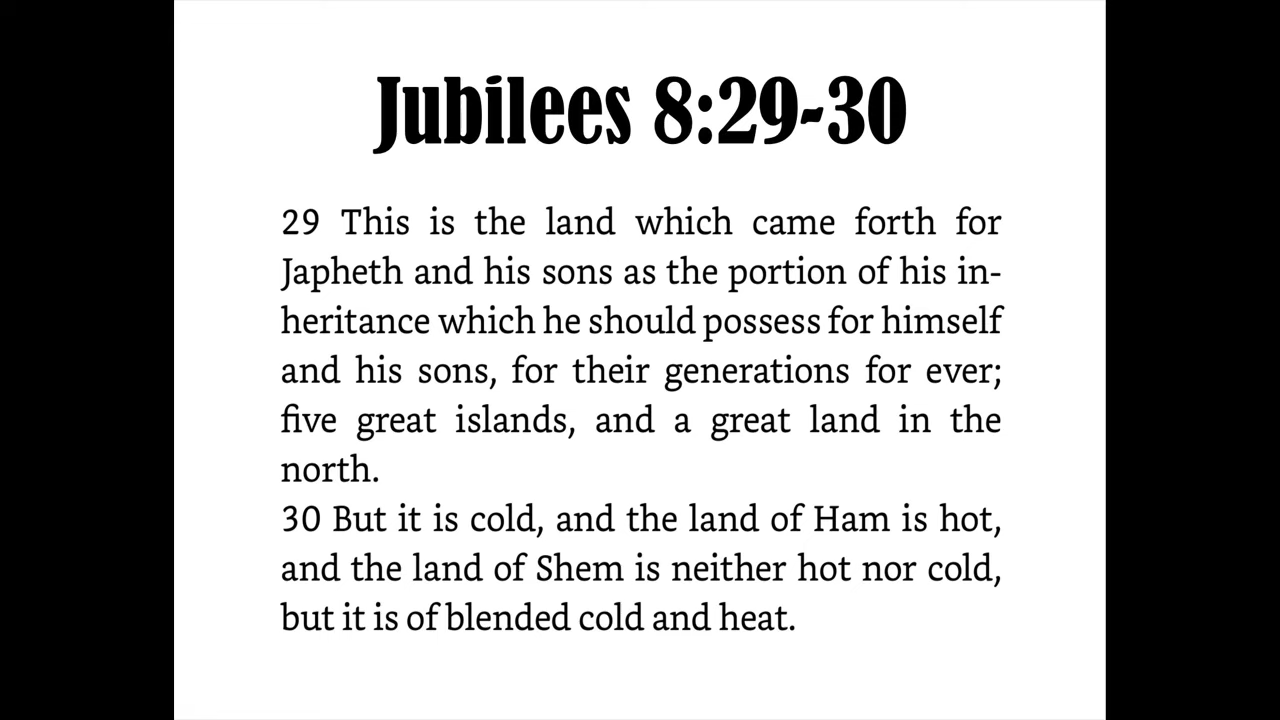 Jubilees 8:29-30
29 This is the land which came forth for
Japheth and his sons as the portion of his in-
heritance which he should possess for himself
and his sons, for their generations for ever;
five great islands, and a great land in the
north.
30 But it is cold, and the land of Ham is hot,
and the land of Shem is neither hot nor cold,
but it is of blended cold and heat.